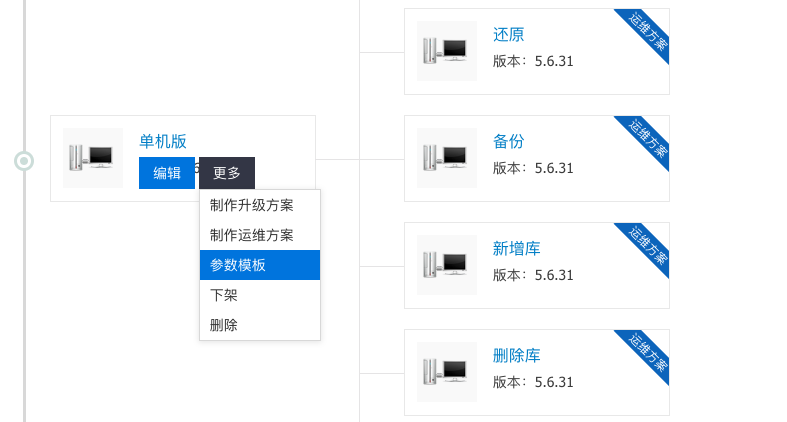 单机版
编辑
更多
制作升级方案
制作运维方案
参数模板
下架
删除
还原
版本：5.6.31
运维方案
备份
版本：5.6.31
运维方案
新增库
版本：5.6.31
运维方案
删除库
版本：5.6.31
运维方案